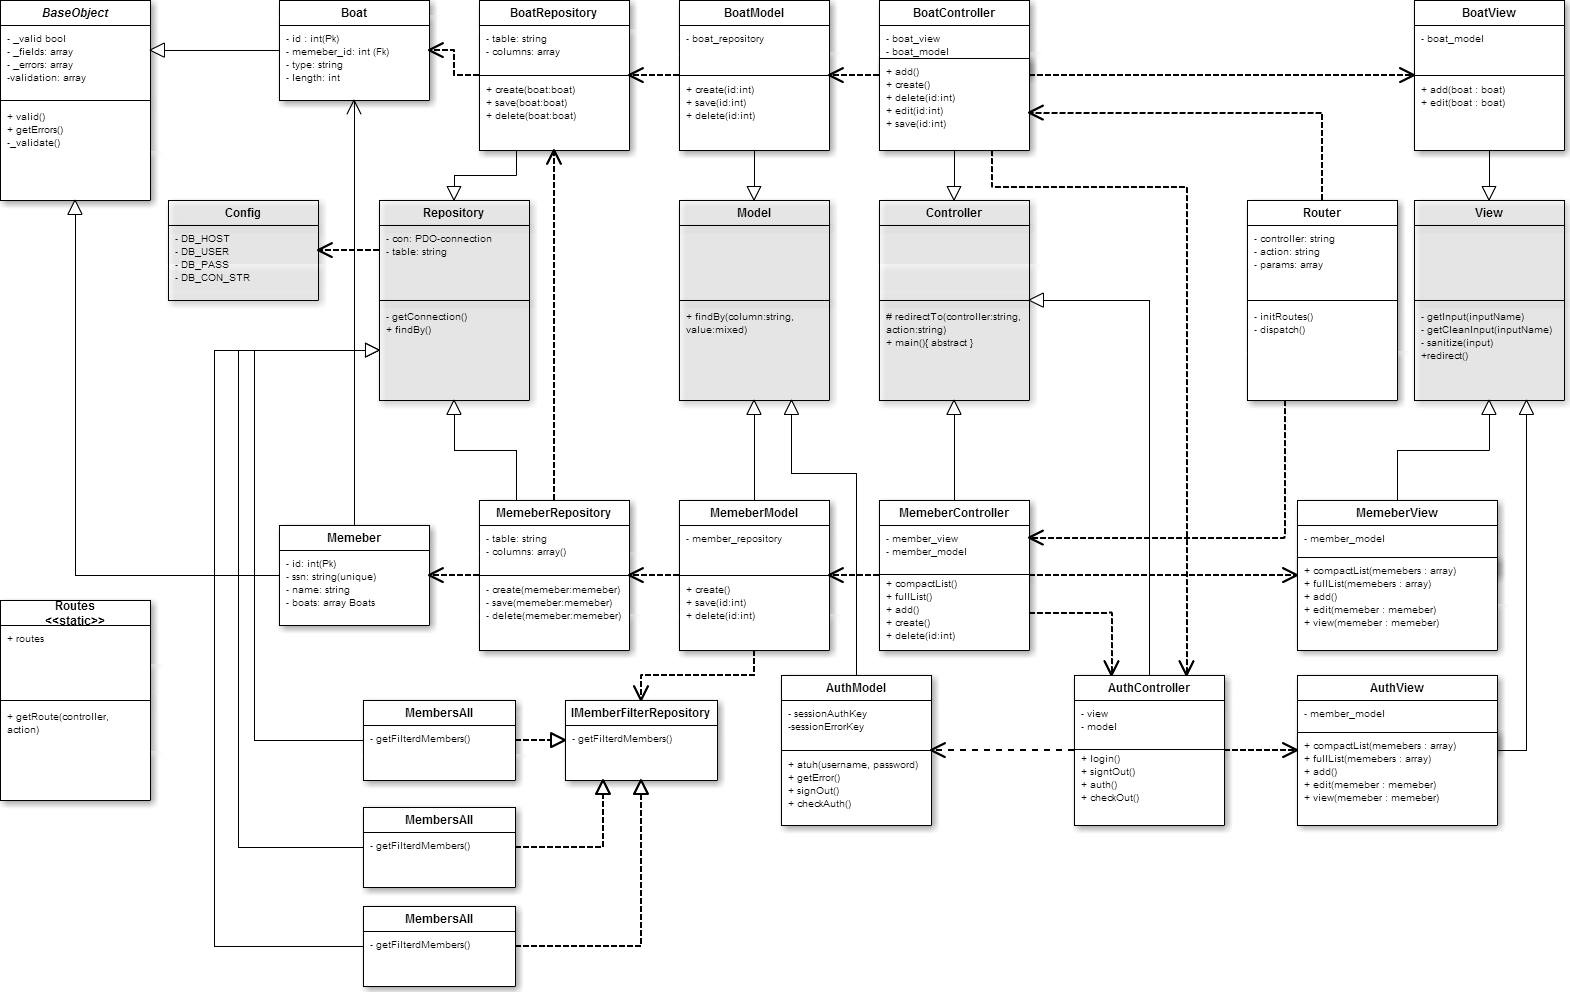 BaseObject
- _valid bool
- _fields: array
- _errors: array
-validation: array
+ valid()
+ getErrors()
-_validate()
Boat
- id : int(Pk)
- memeber_id: int (Fk)
- type: string
- length: int
BoatRepository
- table: string
- columns: array
+ create(boat:boat)
+ save(boat:boat)
+ delete(boat:boat)
BoatModel
- boat_repository
+ create(id:int)
+ save(id:int)
+ delete(id:int)
BoatController
- boat_view
- boat_model
+ add()
+ create()
+ delete(id:int)
+ edit(id:int)
+ save(id:int)
BoatView
- boat_model
+ add(boat : boat)
+ edit(boat : boat)
Config
- DB_HOST
- DB_USER
- DB_PASS
- DB_CON_STR
Repository
- con: PDO-connection
- table: string
- getConnection()
+ findBy()
Model
+ findBy(column:string,
value:mixed)
Controller
# redirectTo(controller:string,
action:string)
+ main(){ abstract }
Router
- controller: string
- action: string
- params: array
- initRoutes()
- dispatch()
View
- getInput(inputName)
- getCleanInput(inputName)
- sanitize(input)
+redirect()
Memeber
- id: int(Pk)
- ssn: string(unique)
- name: string
- boats: array Boats
MemeberRepository
- table: string
- columns: array()
- create(memeber:memeber)
- save(memeber:memeber)
- delete(memeber:memeber)
MemeberModel
- member_repository
+ create()
+ save(id:int)
+ delete(id:int)
MemeberController
- member_view
- member_model
+ compactList()
+ fullList()
+ add()
+ create()
+ delete(id:int)
MemeberView
- member_model
+ compactList(memebers : array)
+ fullList(memebers : array)
+ add()
+ edit(memeber : memeber)
+ view(memeber : memeber)
Routes
<<static>>
+ routes
+ getRoute(controller,
action)
MembersAll
- getFilterdMembers()
IMemberFilterRepository
- getFilterdMembers()
AuthModel
- sessionAuthKey
-sessionErrorKey
+ atuh(username, password)
+ getError()
+ signOut()
+ checkAuth()
AuthController
- view
- model
+ login()
+ signtOut()
+ auth()
+ checkOut()
AuthView
- member_model
+ compactList(memebers : array)
+ fullList(memebers : array)
+ add()
+ edit(memeber : memeber)
+ view(memeber : memeber)
MembersAll
- getFilterdMembers()
MembersAll
- getFilterdMembers()